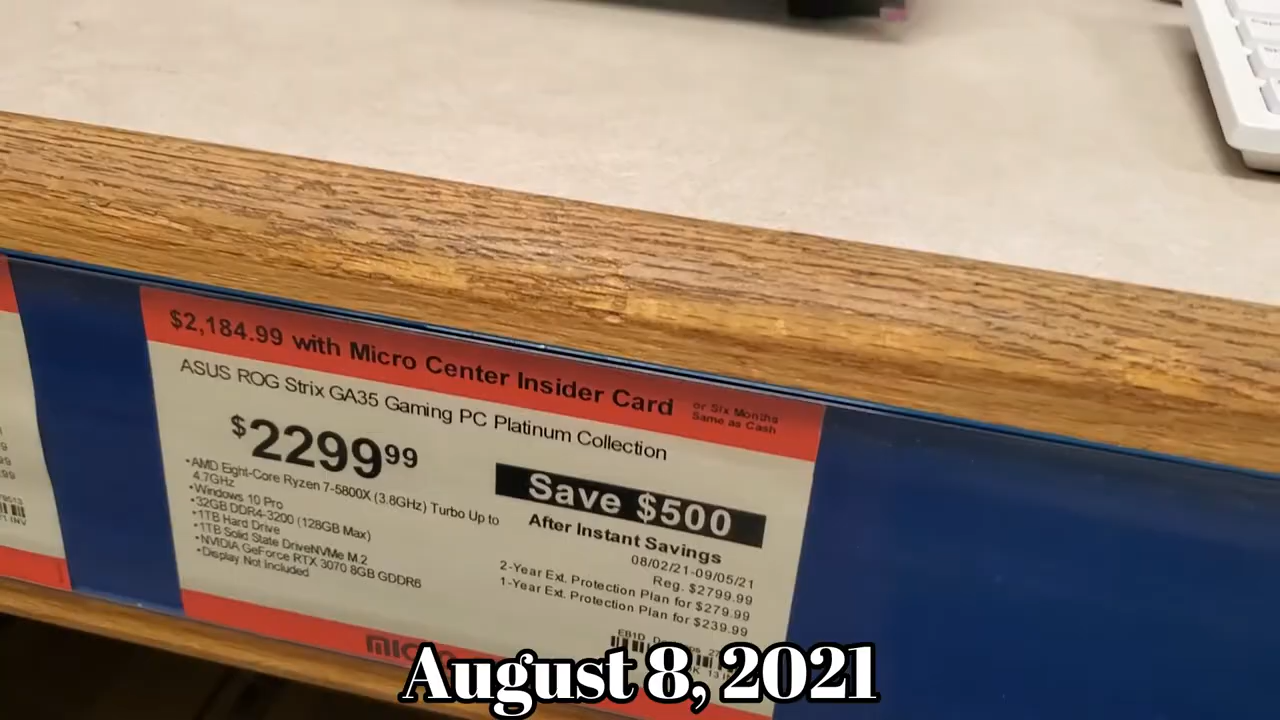 $2,184.99 with Micro Center Insider Card
or Six Months
Same as Cash
ASUS ROG Strix GA35 Gaming PC Platinum Collection
$2299.99
•AMD Eight-Core Ryzen 7-5800X (3.8GHz) Turbo Up to
4.7GHz
•Windows 10 Pro
•32GB DDR4-3200 (128GB Max)
•1TB Hard Drive
•1TB Solid State DriveNVMe M.2
•NVIDIA GeForce RTX 3070 8GB GDDR6
•Display Not Included
Save $500
After Instant Savings
08/02/21-09/05/21
Reg. $2799.99
2-Year Ext. Protection Plan for $279.99
1-Year Ext. Protection Plan for $239.99
EB1D
August 8, 2021